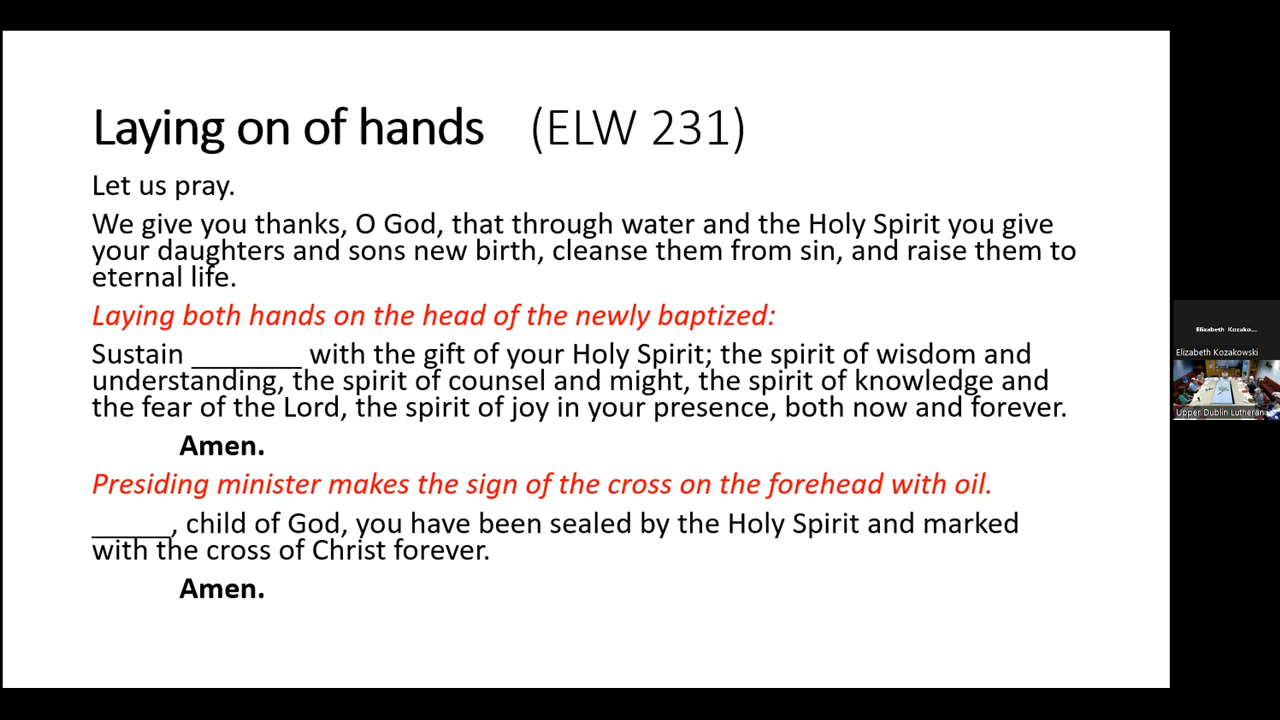 Laying on of hands (ELW 231)
Let us pray.
We give you thanks, O God, that through water and the Holy Spirit you give
your daughters and sons new birth, cleanse them from sin, and raise them to
eternal life.
Laying both hands on the head of the newly baptized:
Sustain _______ with the gift of your Holy Spirit; the spirit of wisdom and
understanding, the spirit of counsel and might, the spirit of knowledge and
the fear of the Lord, the spirit of joy in your presence, both now and forever.
Amen.
Presiding minister makes the sign of the cross on the forehead with oil.
_____, child of God, you have been sealed by the Holy Spirit and marked
with the cross of Christ forever.
Amen.
Elizabeth Kozako...
Elizabeth Kozakowski
Upper Dublin Lutheran